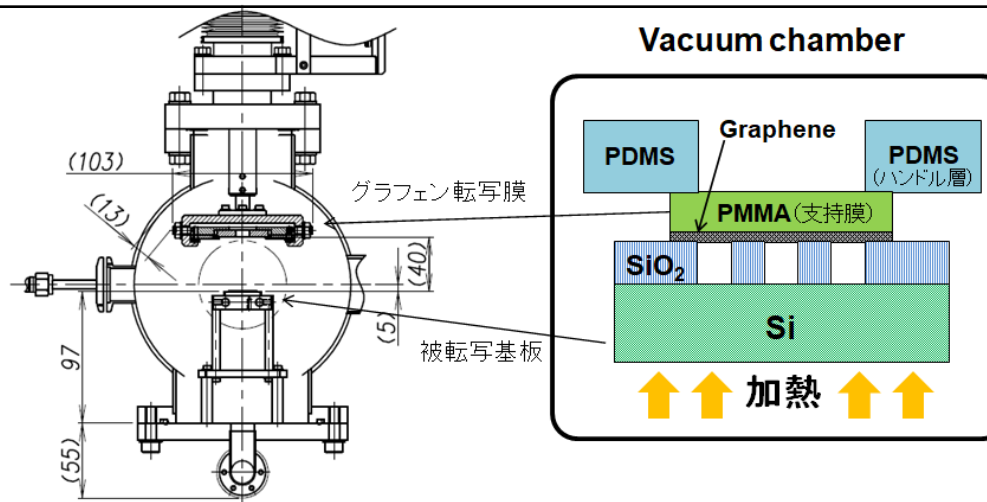 Vacuum chamber
(103)
(13)
グラフェン転写膜
(40)
(5)
被転写基板
97
(55)
Graphene
PDMS
PDMS
(ハンドル層)
PMMA(支持膜)
SiO2
Si
加熱